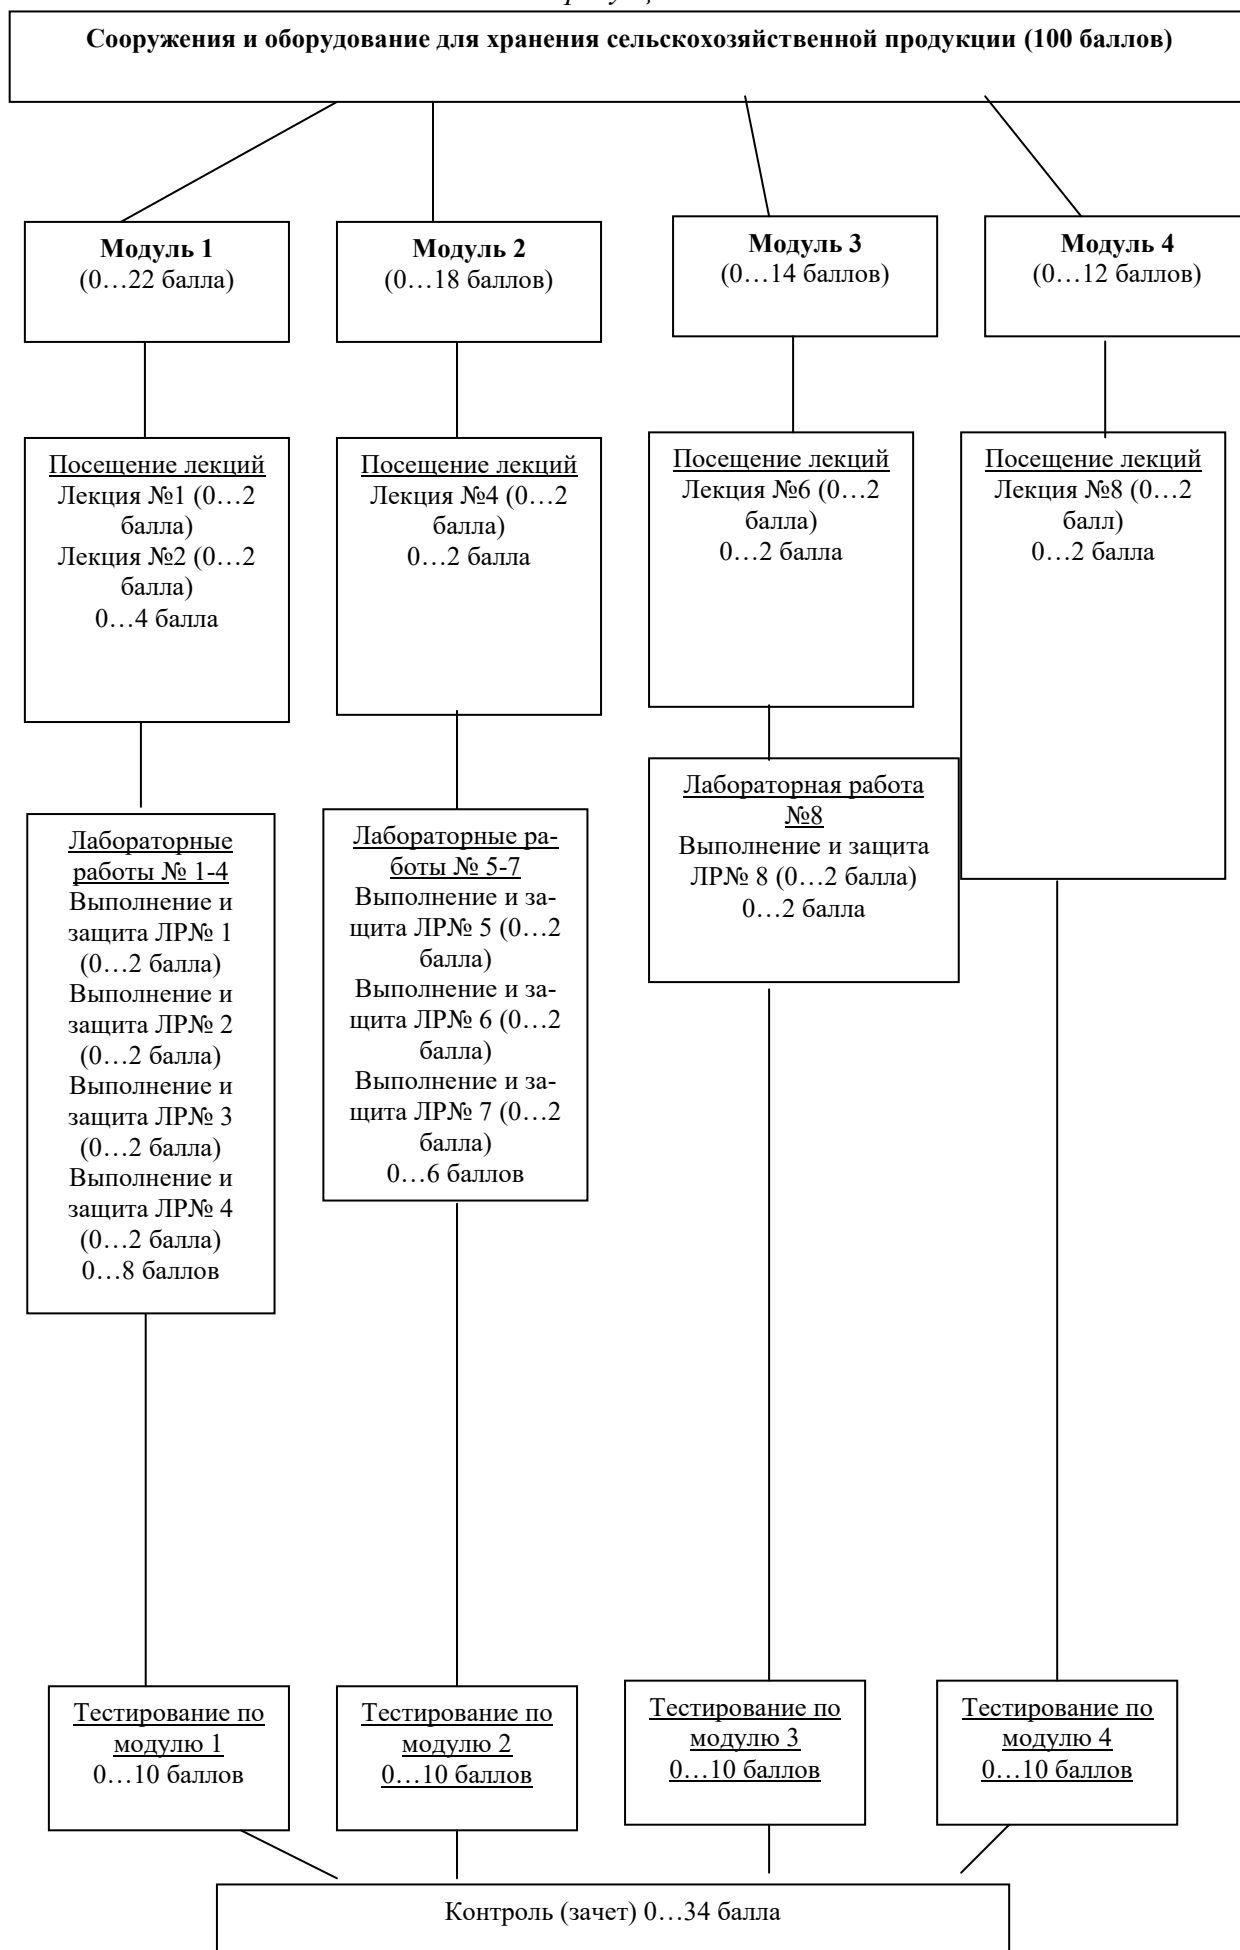 Сооружения и оборудование для хранения сельскохозяйственной продукции (100 баллов)
Модуль 1
(0…22 балла)
Модуль 2
(0…18 баллов)
Модуль 3
(0…14 баллов)
Модуль 4
(0…12 баллов)
Посещение лекций
Лекция №1 (0…2
балла)
Лекция №2 (0…2
балла)
0…4 балла
Посещение лекций
Лекция №4 (0…2
балла)
0…2 балла
Посещение лекций
Лекция №6 (0…2
балла)
0…2 балла
Посещение лекций
Лекция №8 (0…2
балл)
0…2 балла
Лабораторные
работы № 1-4
Выполнение и
защита ЛР№ 1
(0…2 балла)
Выполнение и
защита ЛР№ 2
(0…2 балла)
Выполнение и
защита ЛР№ 3
(0…2 балла)
Выполнение и
защита ЛР№ 4
(0…2 балла)
0…8 баллов
Лабораторные ра-
боты № 5-7
Выполнение и за-
щита ЛР№ 5 (0…2
балла)
Выполнение и за-
щита ЛР№ 6 (0…2
балла)
Выполнение и за-
щита ЛР№ 7 (0…2
балла)
0…6 баллов
Лабораторная работа
№8
Выполнение и защита
ЛР№ 8 (0…2 балла)
0…2 балла
Тестирование по
модулю 1
0…10 баллов
Тестирование по
модулю 2
0…10 баллов
Тестирование по
модулю 3
0…10 баллов
Тестирование по
модулю 4
0…10 баллов
Контроль (зачет) 0…34 балла